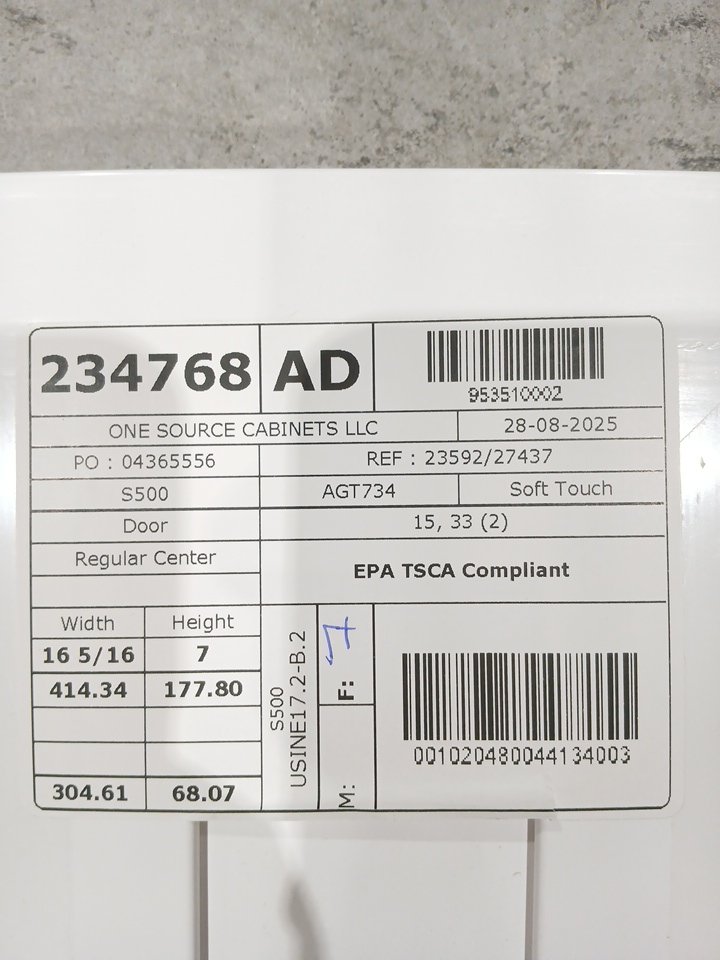 234768 AD
953510002
ONE SOURCE CABINETS LLC 28-08-2025
PO : 04365556 REF : 23592/27437
S500 AGT734 Soft Touch
Door 15, 33 (2)
Regular Center
EPA TSCA Compliant
Width Height
16 5/16 7
414.34 177.80
304.61 68.07
S500
USINE17.2-B.2
F: 7
M:
001020480044134003